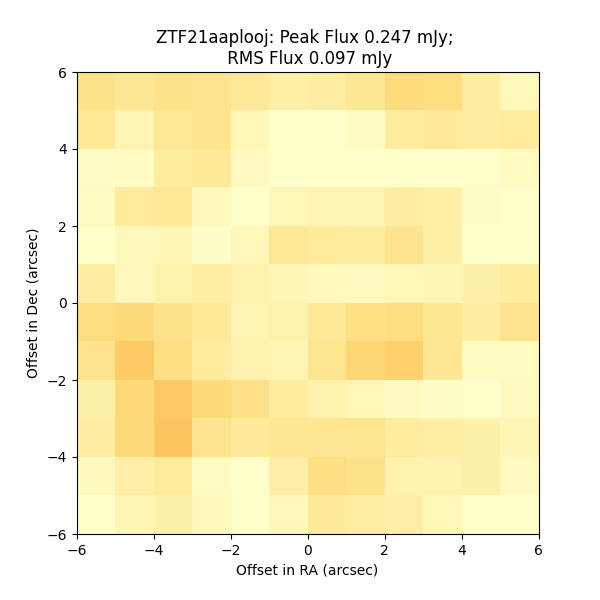 ZTF21aaplooj: Peak Flux 0.247 mJy;
RMS Flux 0.097 mJy
6
4
2
0
−2
−4
−6
Offset in Dec (arcsec)
−6 −4 −2 0 2 4 6
Offset in RA (arcsec)